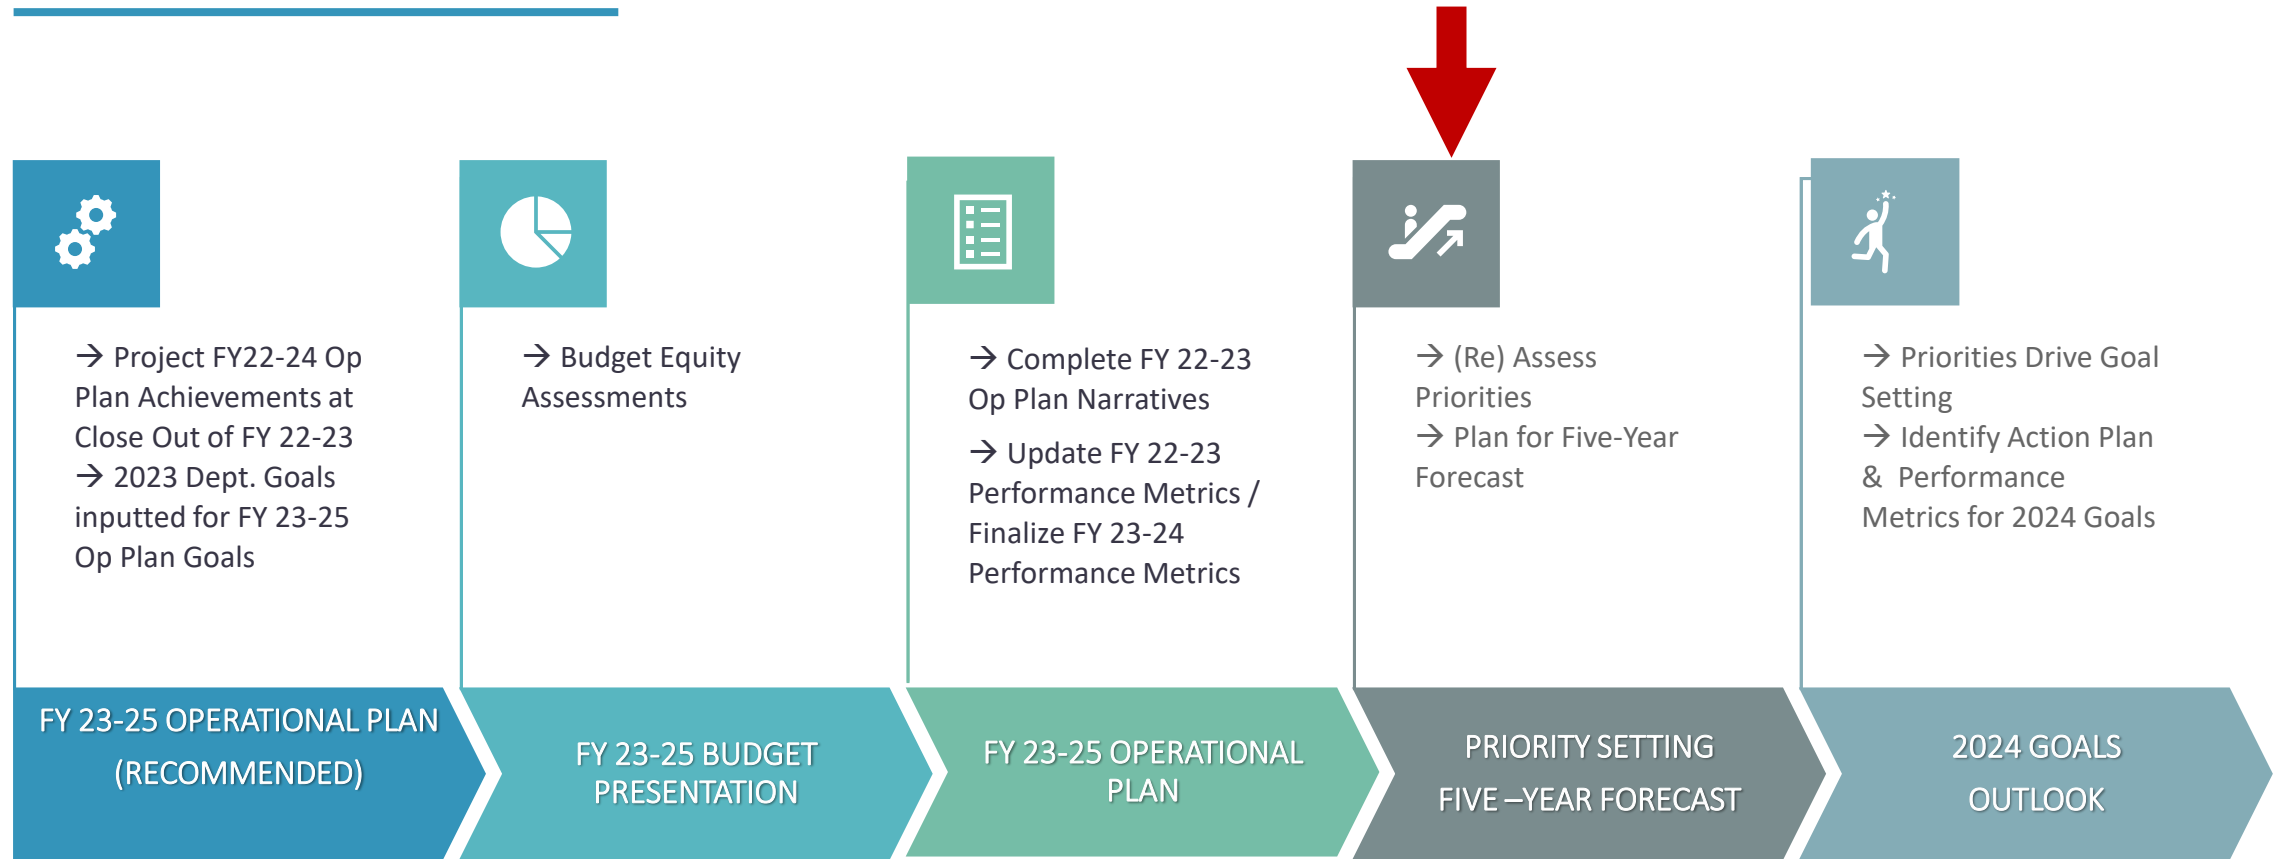 → Project FY22-24 Op
Plan Achievements at
Close Out of FY 22-23
→ 2023 Dept. Goals
inputted for FY 23-25
Op Plan Goals
FY 23-25 OPERATIONAL PLAN
(RECOMMENDED)
→ Budget Equity
Assessments
FY 23-25 BUDGET
PRESENTATION
→ Complete FY 22-23
Op Plan Narratives
→ Update FY 22-23
Performance Metrics /
Finalize FY 23-24
Performance Metrics
FY 23-25 OPERATIONAL
PLAN
→ (Re) Assess
Priorities
→ Plan for Five-Year
Forecast
PRIORITY SETTING
FIVE –YEAR FORECAST
→ Priorities Drive Goal
Setting
→ Identify Action Plan
& Performance
Metrics for 2024 Goals
2024 GOALS
OUTLOOK